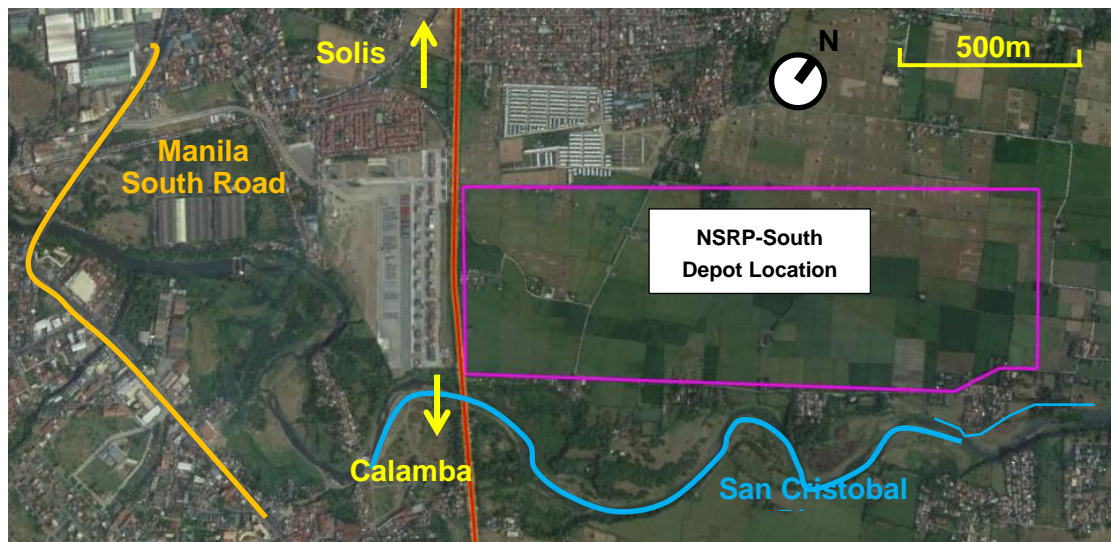 Solis
N
500m
Manila
South Road
NSRP-South
Depot Location
Calamba
San Cristobal